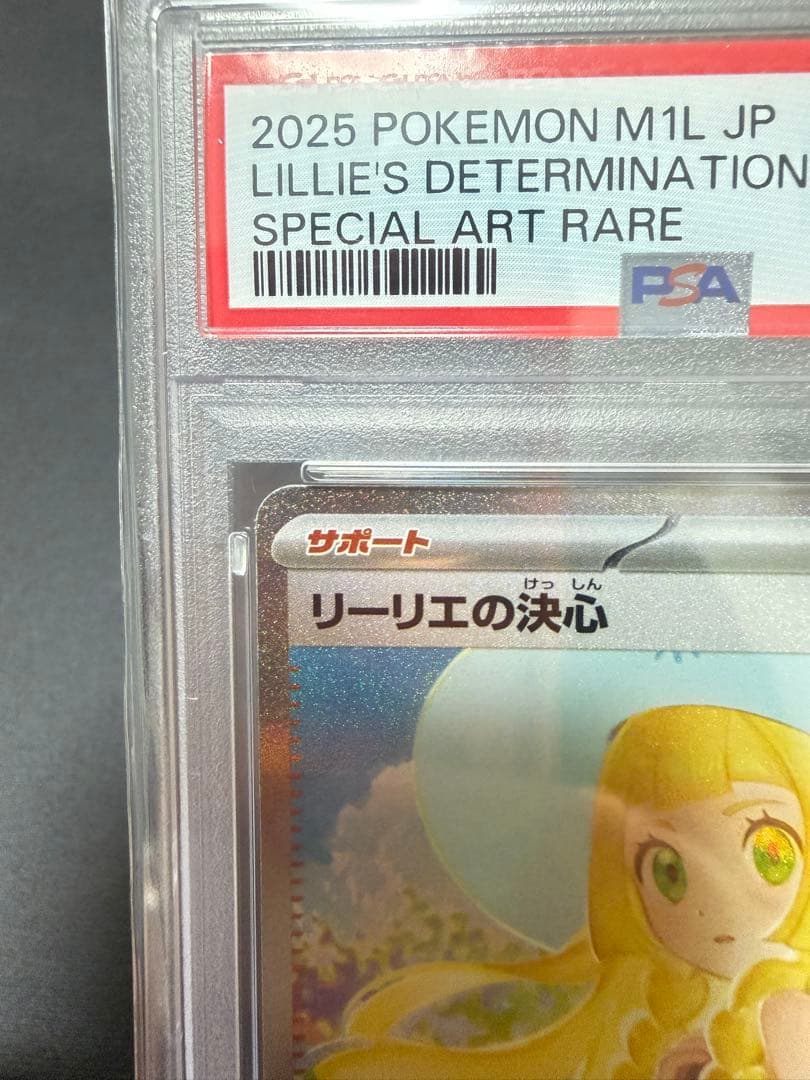 2025 POKEMON M1L JP
LILLIE'S DETERMINATION
SPECIAL ART RARE
PSA
サポート
けっ しん
リーリエの決心